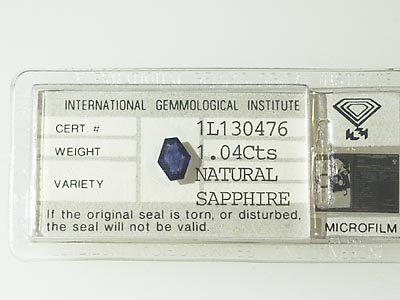 INTERNATIONAL GEMMOLOGICAL INSTITUTE
CERT. # 1L130476
WEIGHT 1.04Cts
VARIETY NATURAL
SAPPHIRE
If the original seal is torn, or disturbed,
the seal will not be valid.
MICROFILM